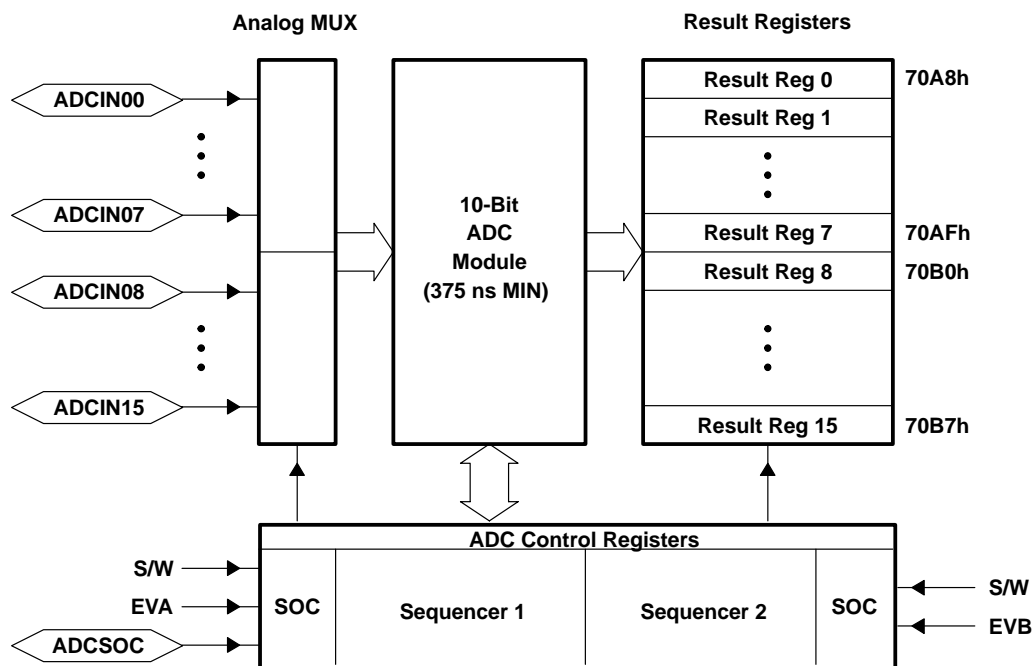 Analog MUX
Result Registers
ADCIN00
ADCIN07
ADCIN08
ADCIN15
10-Bit
ADC
Module
(375 ns MIN)
Result Reg 0
70A8h
Result Reg 1
Result Reg 7
70AFh
Result Reg 8
70B0h
Result Reg 15
70B7h
ADC Control Registers
S/W
EVA
ADCSOC
SOC
Sequencer 1
Sequencer 2
SOC
S/W
EVB